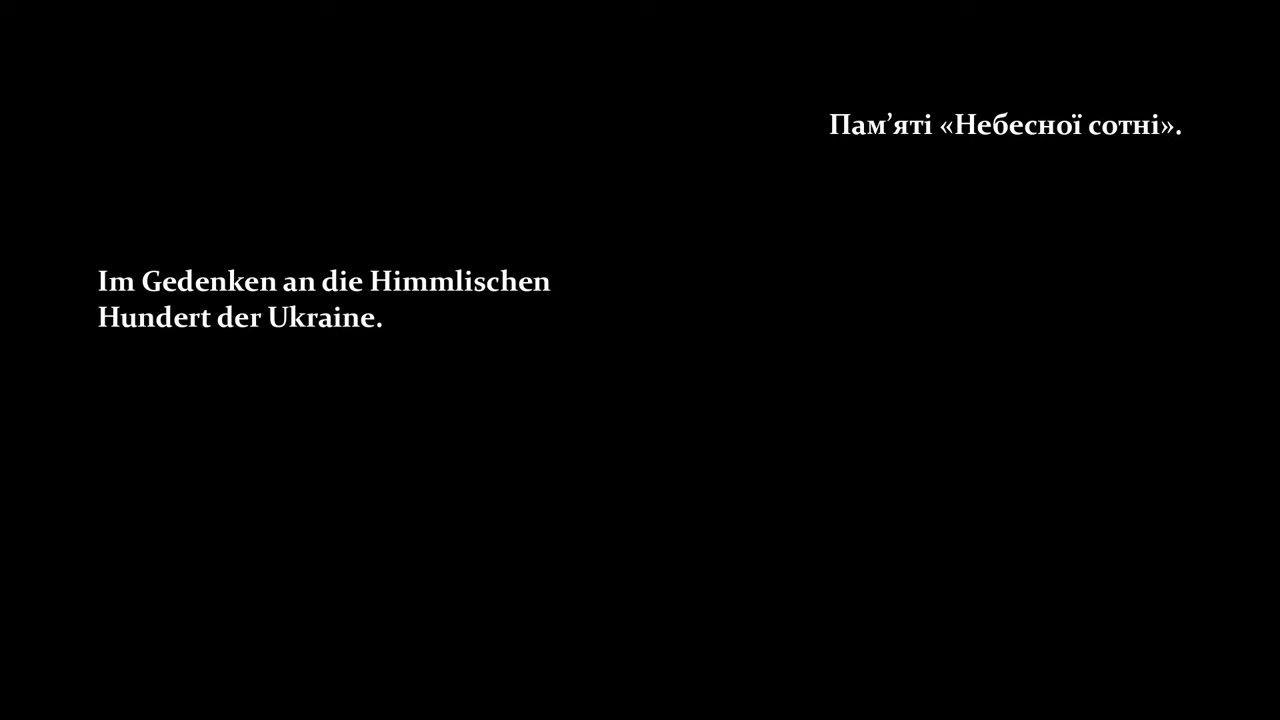 Пам’яті «Небесної сотні».
Im Gedenken an die Himmlischen
Hundert der Ukraine.